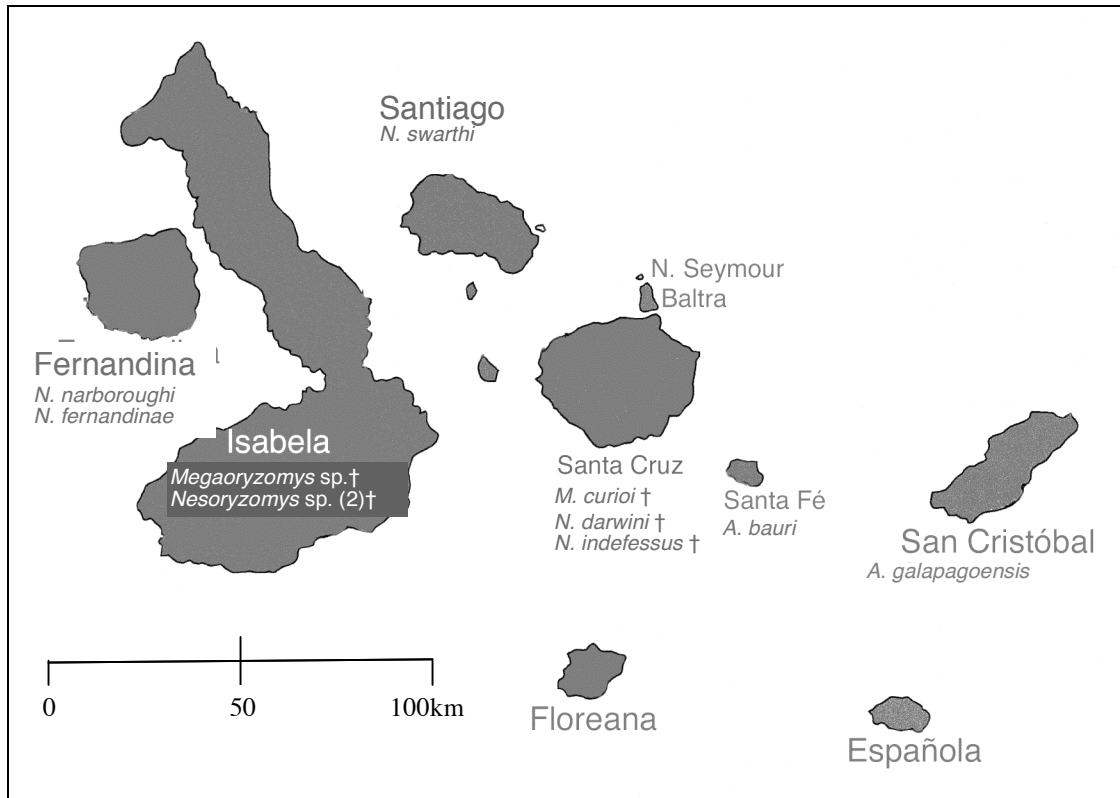 Santiago
N. swarthi
N. Seymour
Baltra
Fernandina
N. narboroughi
N. fernandinae
Isabela
Megaoryzomys sp.†
Nesoryzomys sp. (2)†
Santa Cruz
M. curioi †
N. darwini †
N. indefessus †
Santa Fé
A. bauri
San Cristóbal
A. galapagoensis
0 50 100km
Floreana
Española